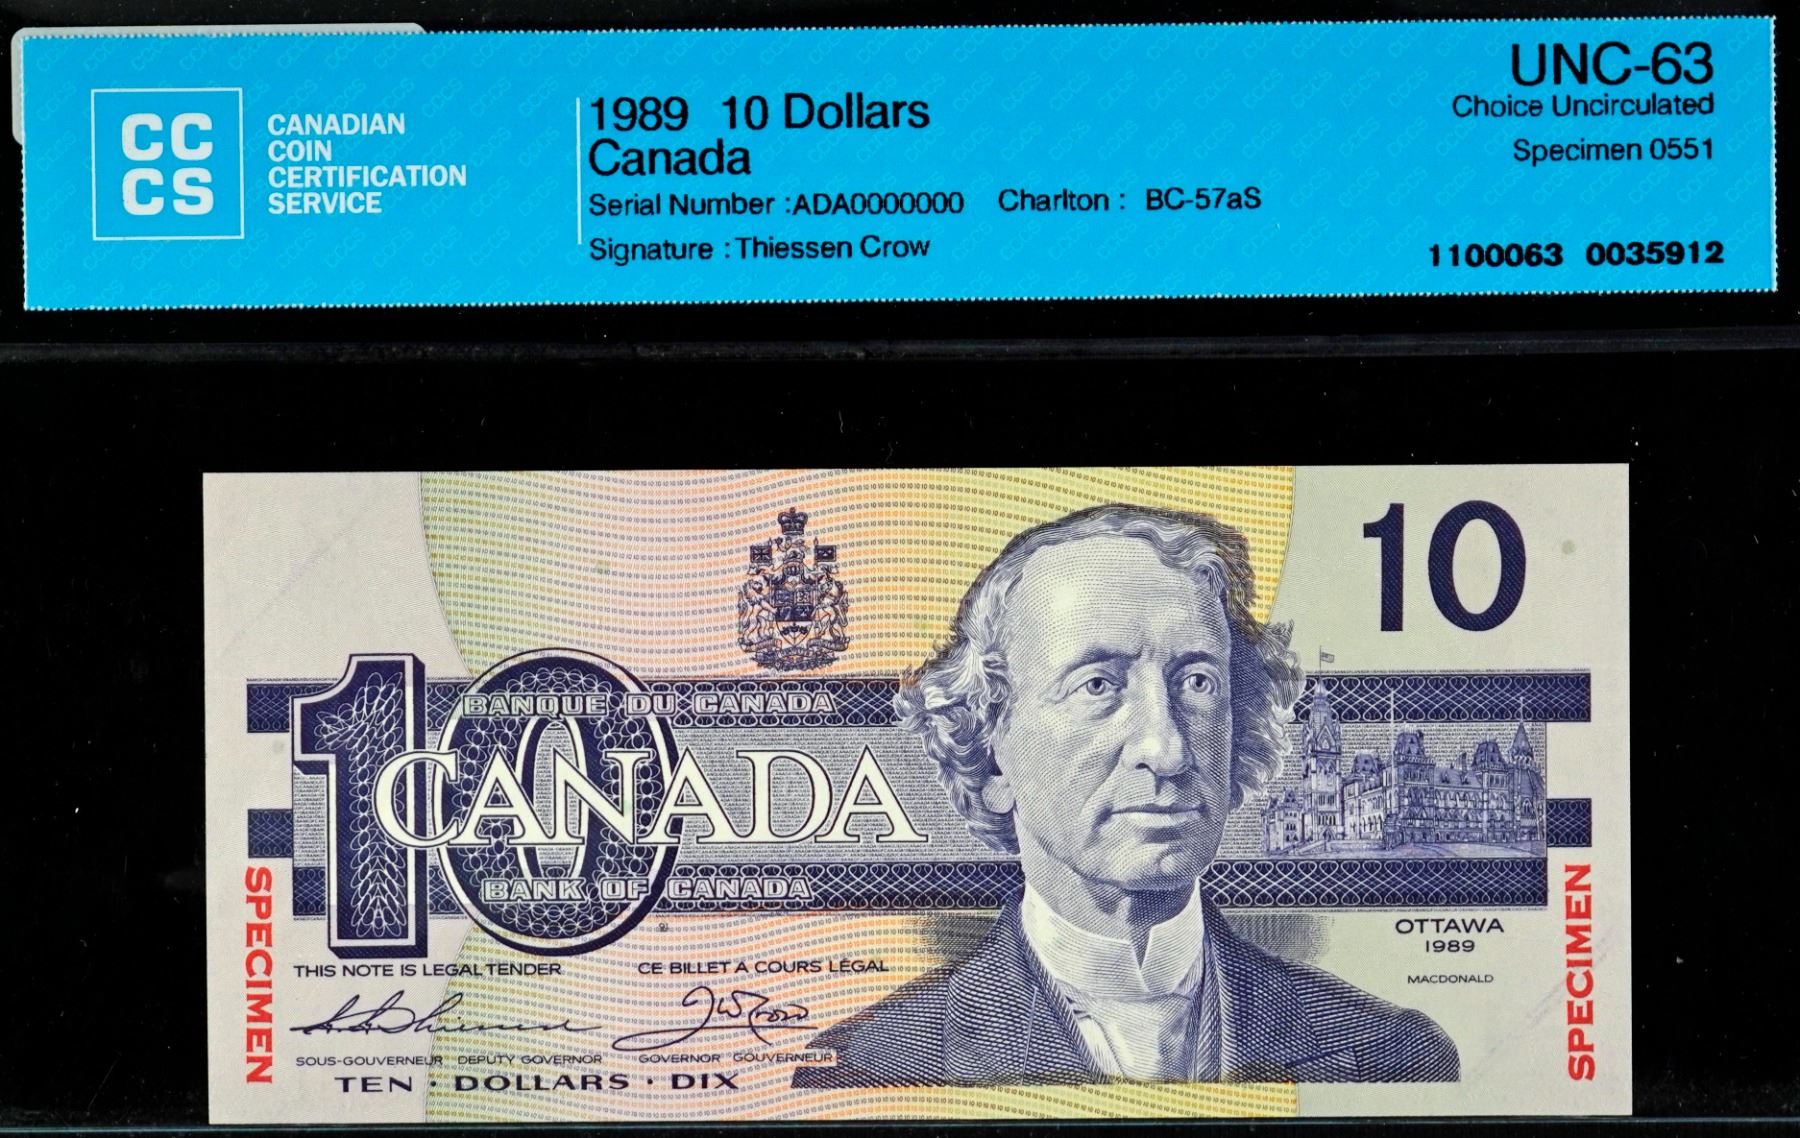 CC
CS
CANADIAN
COIN
CERTIFICATION
SERVICE
1989 10 Dollars
Canada
Serial Number :ADA0000000 Charlton : BC-57aS
Signature : Thiessen Crow
UNC-63
Choice Uncirculated
Specimen 0551
1100063 0035912
10
BANQUE DU CANADA
10
CANADA
BANK OF CANADA
OTTAWA
1989
MACDONALD
THIS NOTE IS LEGAL TENDER CE BILLET A COURS LÉGAL
SOUS-GOUVERNEUR DEPUTY GOVERNOR GOVERNOR GOUVERNEUR
TEN · DOLLARS · DIX
SPECIMEN
SPECIMEN